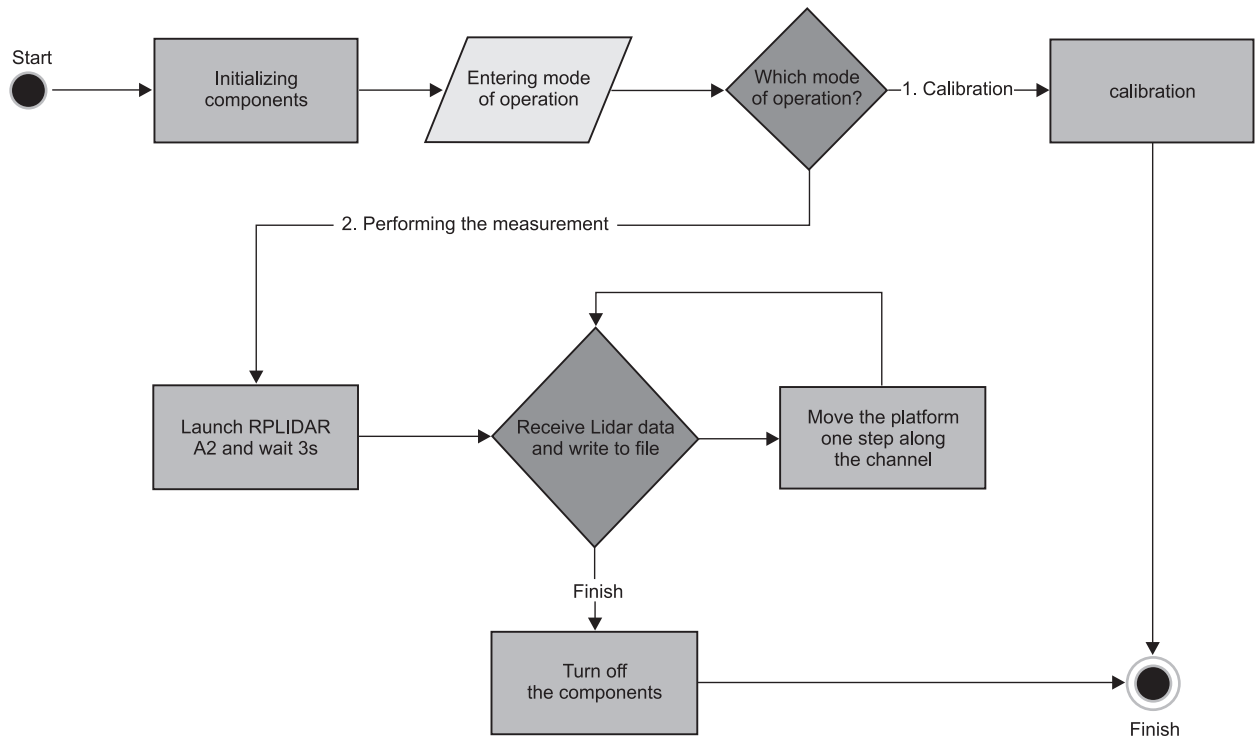 Start
Initializing
components
Entering mode
of operation
Which mode
of operation?
1. Calibration
calibration
2. Performing the measurement
Launch RPLIDAR
A2 and wait 3s
Receive Lidar data
and write to file
Move the platform
one step along
the channel
Finish
Turn off
the components
Finish